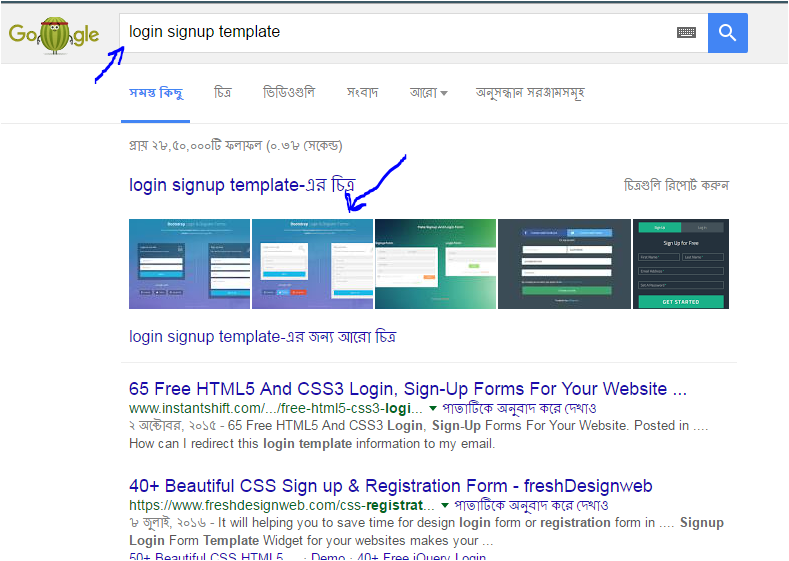 Google
login signup template
সমস্ত কিছু চিত্র ভিডিওগুলি সংবাদ আরো অনুসন্ধান সরঞ্জামসমূহ
প্রায় ২৮,৫০,০০০টি ফলাফল (০.৩৮ সেকেন্ড)
login signup template-এর চিত্র
চিত্রগুলি রিপোর্ট করুন
Sign Up Log In
Sign Up for Free
First Name* Last Name*
Email Address*
Set A Password*
GET STARTED
login signup template-এর জন্য আরো চিত্র
65 Free HTML5 And CSS3 Login, Sign-Up Forms For Your Website ...
www.instantshift.com/.../free-html5-css3-logi... পাতাটিকে অনুবাদ করে দেখাও
২ অক্টোবর, ২০১৫ - 65 Free HTML5 And CSS3 Login, Sign-Up Forms For Your Website. Posted in ....
How can I redirect this login template information to my email.
40+ Beautiful CSS Sign up & Registration Form - freshDesignweb
https://www.freshdesignweb.com/css-registrat... পাতাটিকে অনুবাদ করে দেখাও
৮ জুলাই, ২০১৬ - It will helping you to save time for design login form or registration form in .... Signup
Login Form Template Widget for your websites makes your ...
50+ Beautiful CSS HTML5 ... · Demo · 40+ Free jQuery Login